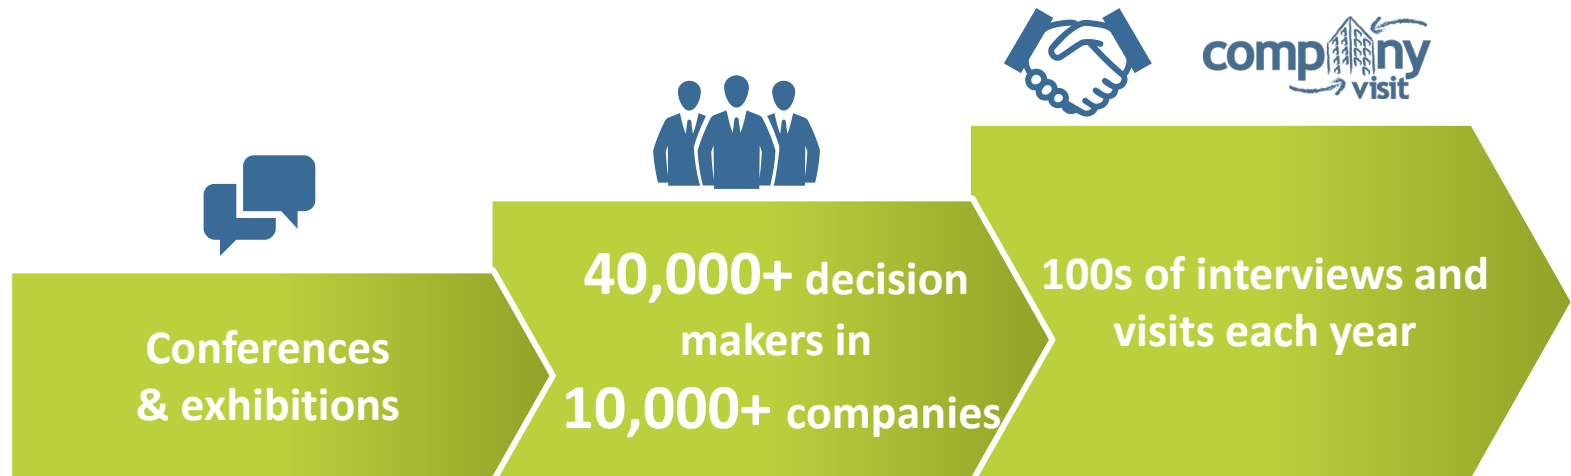 company
visit
Conferences
& exhibitions
40,000+ decision
makers in
10,000+ companies
100s of interviews and
visits each year